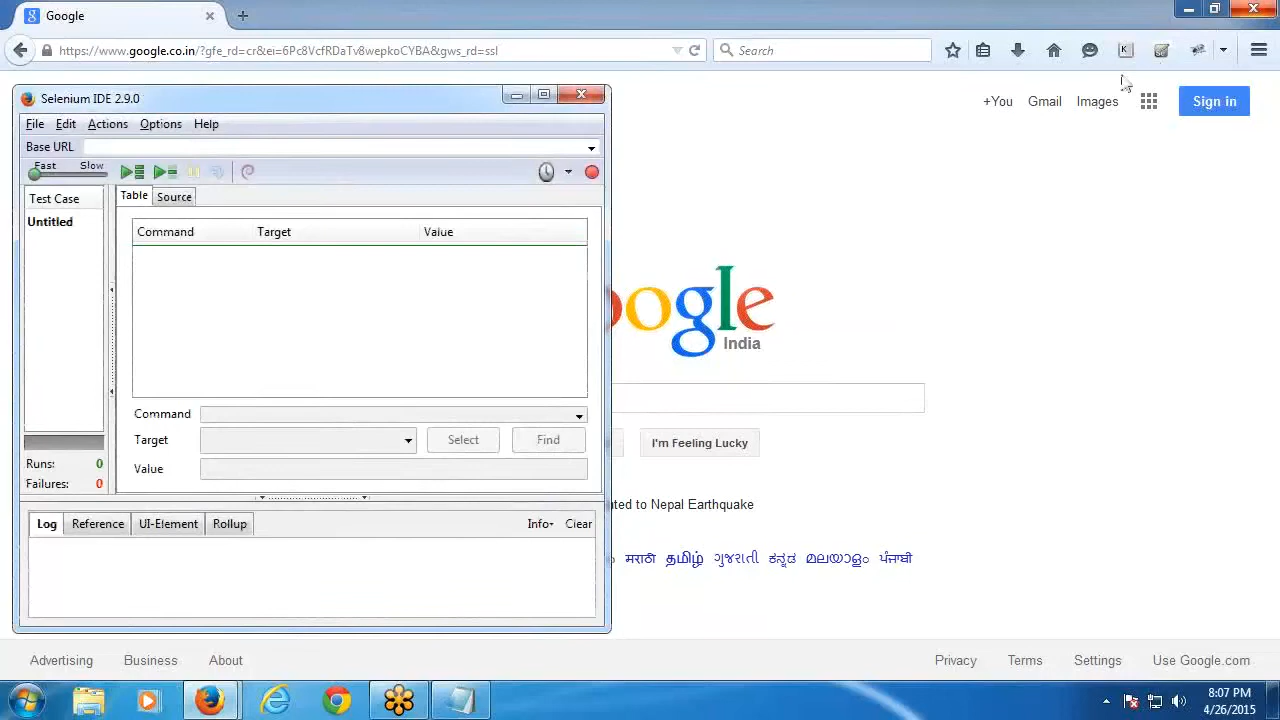 Google
https://www.google.co.in/?gfe_rd=cr&ei=6Pc8VcfRDaTv8wepkoCYBA&gws_rd=ssl
Search
+You Gmail Images Sign in
Selenium IDE 2.9.0
File Edit Actions Options Help
Base URL
Fast Slow
Test Case
Untitled
Table Source
Command Target Value
Command
Target Select Find
Value
Runs: 0
Failures: 0
Log Reference UI-Element Rollup Info Clear
oogle
India
I'm Feeling Lucky
ted to Nepal Earthquake
मराठी தமிழ் ગુજરાતી ಕನ್ನಡ മലയാളം ਪੰਜਾਬੀ
Advertising Business About Privacy Terms Settings Use Google.com
8:07 PM
4/26/2015